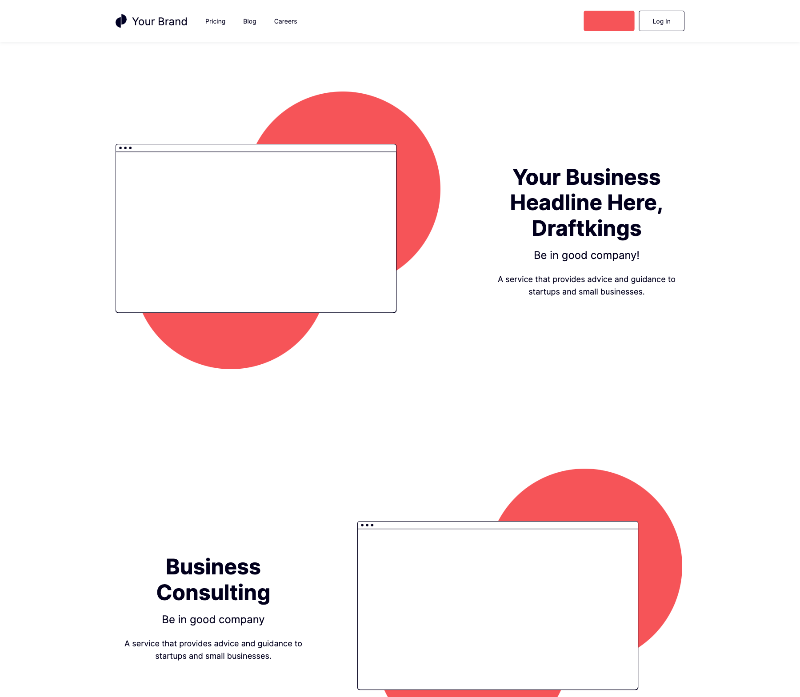 Your Brand
Pricing
Blog
Careers
Log in
Your Business
Headline Here,
Draftkings
Be in good company!
A service that provides advice and guidance to
startups and small businesses.
Business
Consulting
Be in good company
A service that provides advice and guidance to
startups and small businesses.